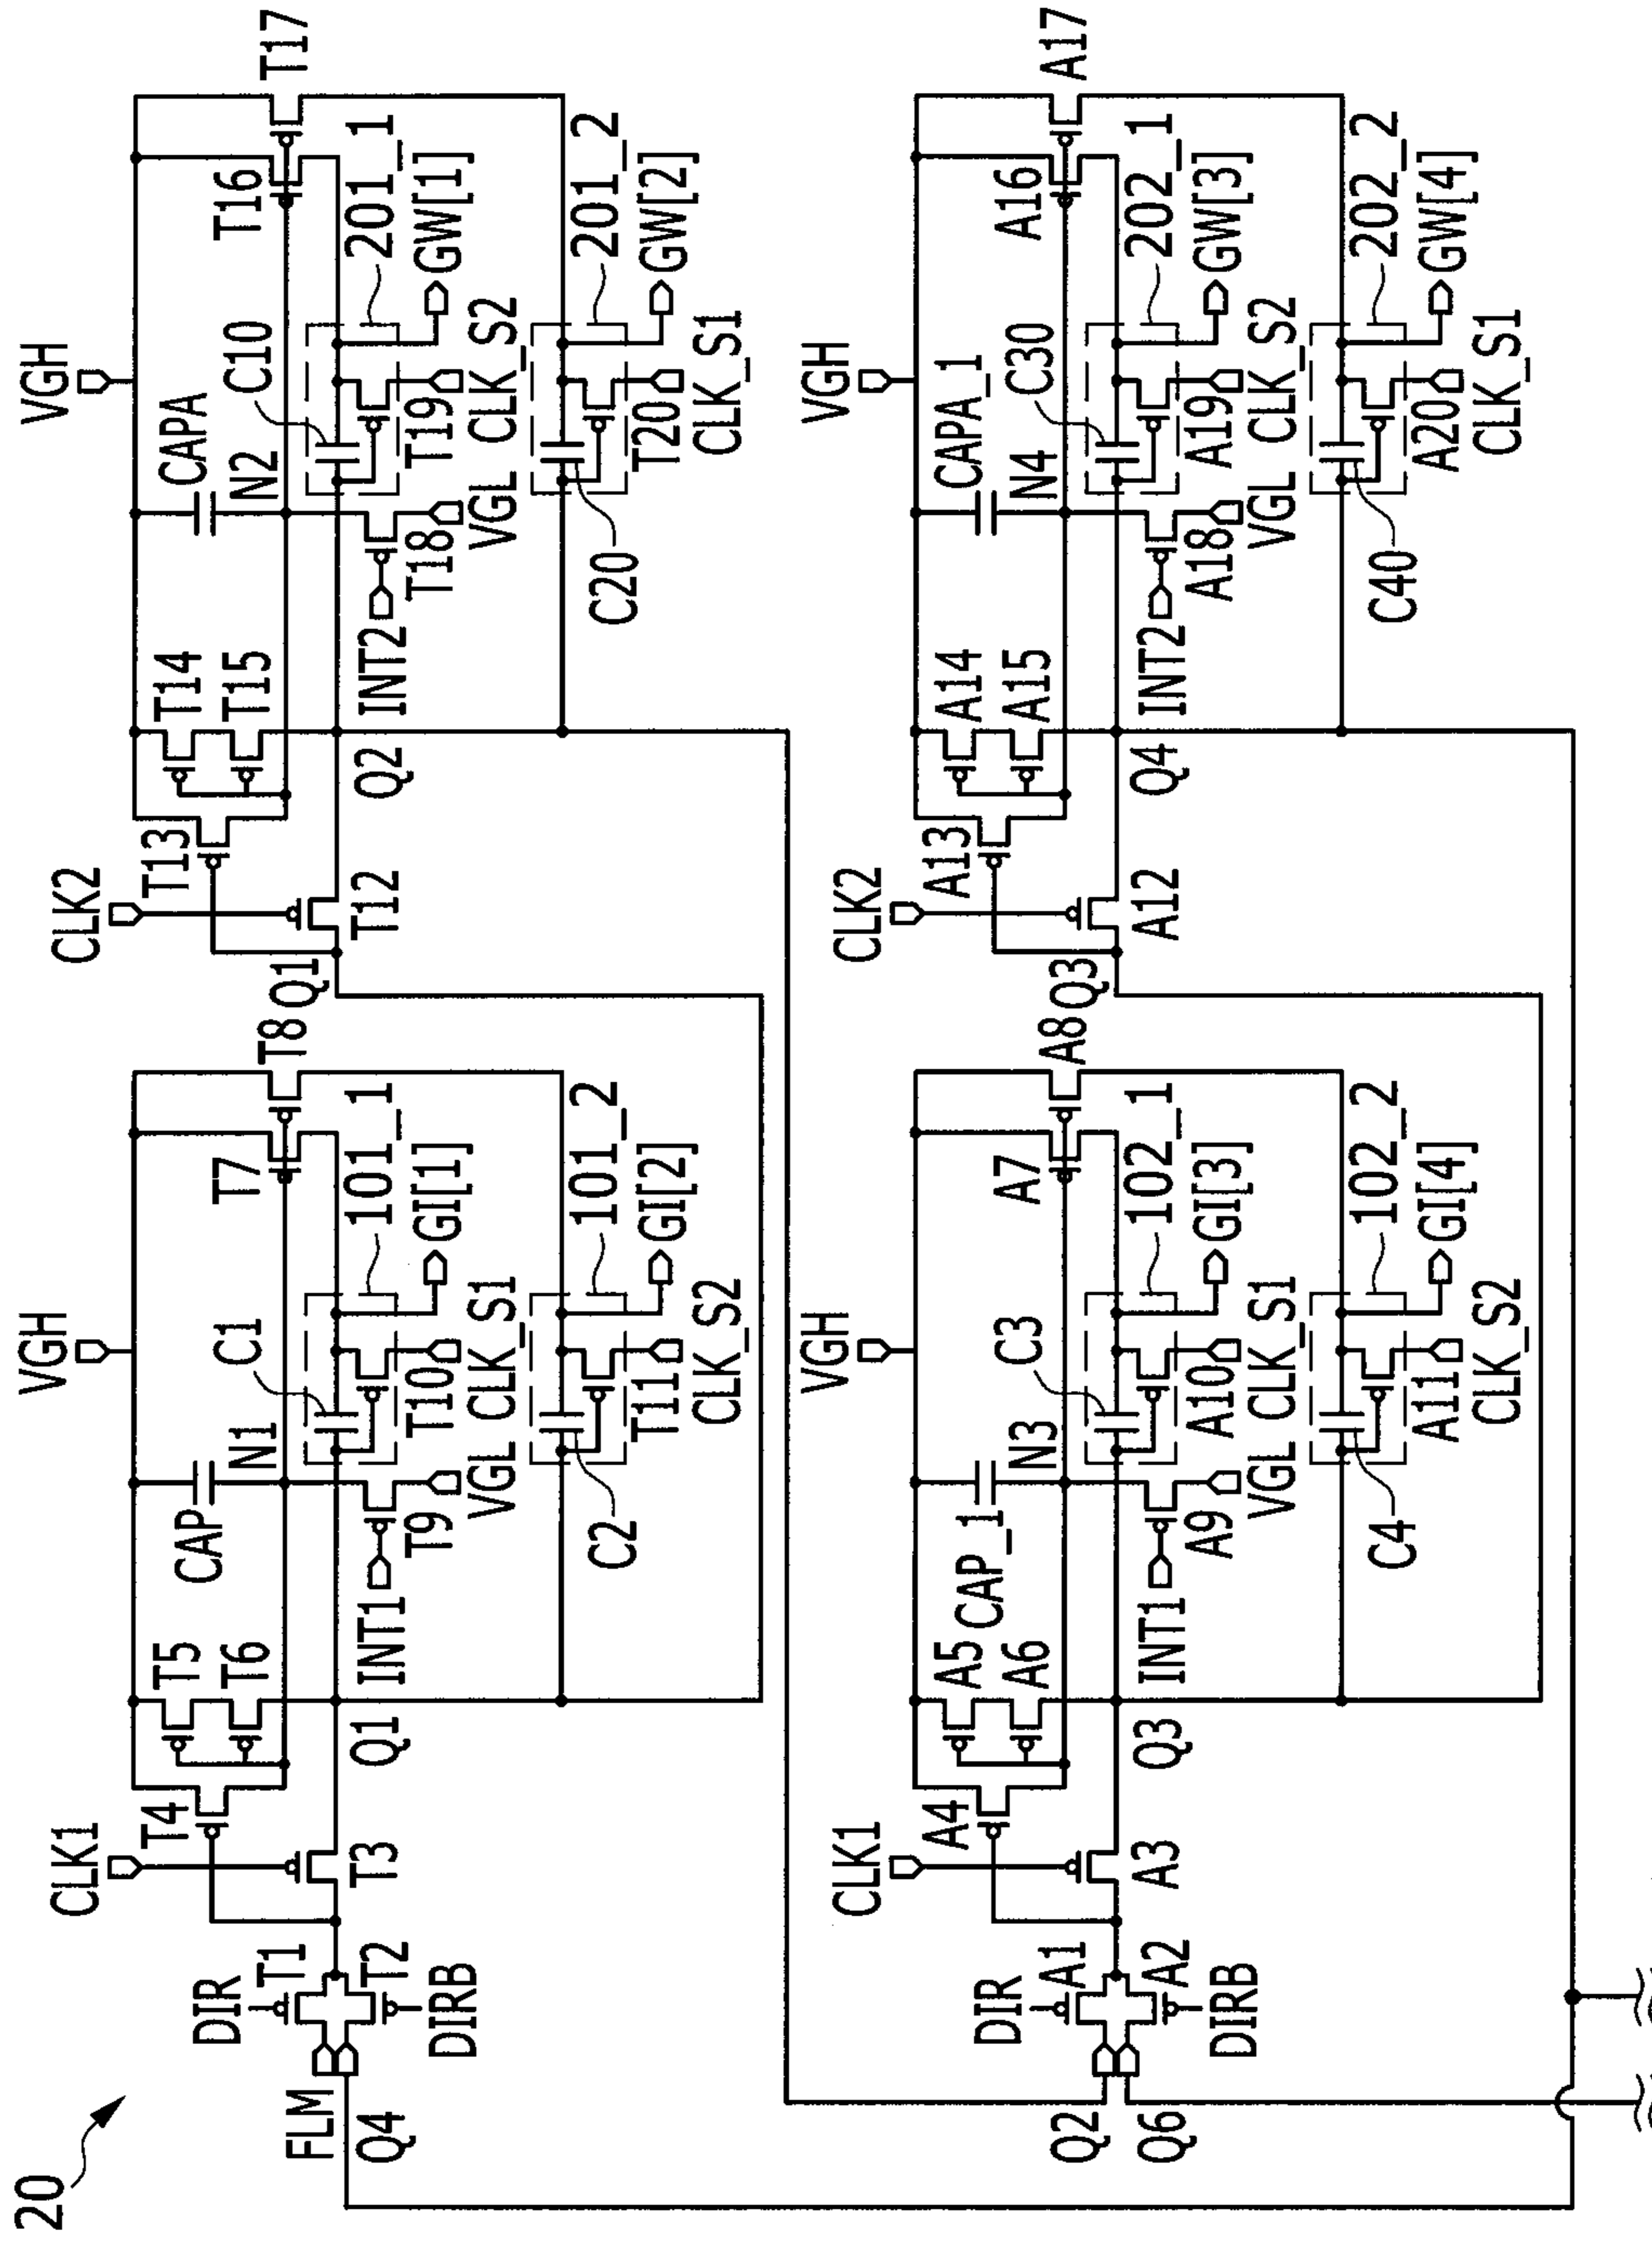 20
FLM
Q4
DIR
T1
T2
DIRB
CLK1
T4
T3
Q1
T5
T6
INT1
T9
VGL
CAP
N1
VGH
C1
T10
CLK_S1
C2
T11
CLK_S2
T7
T8
101_1
GI[1]
101_2
GI[2]
Q1
CLK2
T13
T12
Q2
T14
T15
INT2
T18
VGL
CAPA
N2
VGH
C10
T19
CLK_S2
C20
T20
CLK_S1
T16
T17
201_1
GW[1]
201_2
GW[2]
Q2
Q6
DIR
A1
A2
DIRB
CLK1
A4
A3
Q3
A5
A6
INT1
A9
VGL
CAP_1
N3
VGH
C3
A10
CLK_S1
C4
A11
CLK_S2
A7
A8
102_1
GI[3]
102_2
GI[4]
Q3
CLK2
A13
A12
Q4
A14
A15
INT2
A18
VGL
CAPA_1
N4
VGH
C30
A19
CLK_S2
C40
A20
CLK_S1
A16
A17
202_1
GW[3]
202_2
GW[4]